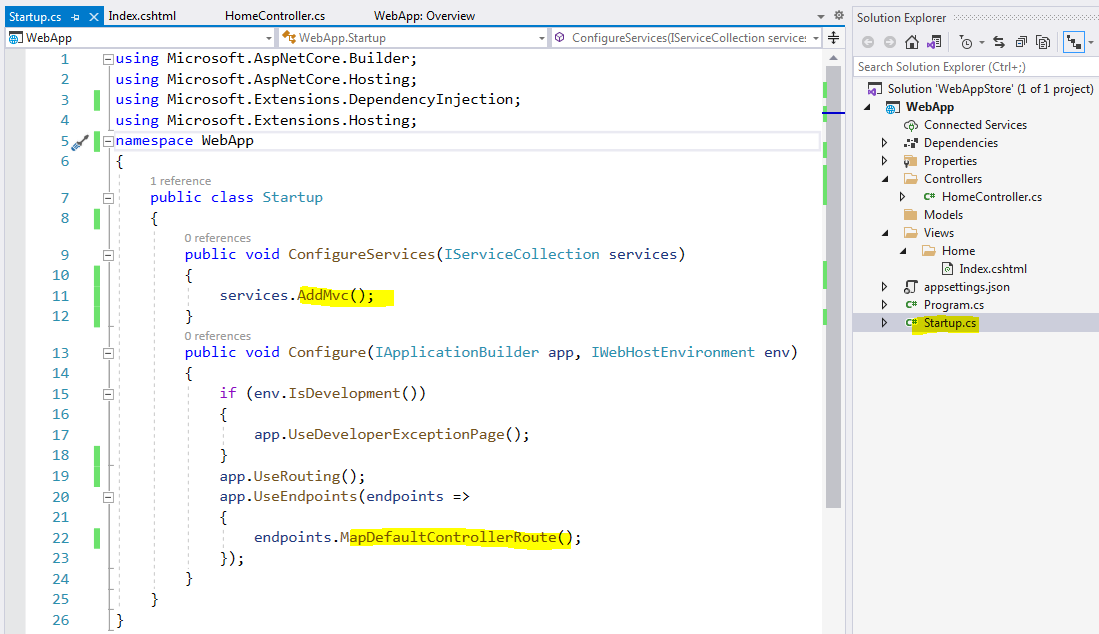 Startup.cs Index.cshtml HomeController.cs WebApp: Overview
WebApp WebApp.Startup ConfigureServices(IServiceCollection services
1 using Microsoft.AspNetCore.Builder;
2 using Microsoft.AspNetCore.Hosting;
3 using Microsoft.Extensions.DependencyInjection;
4 using Microsoft.Extensions.Hosting;
5 namespace WebApp
6 {
1 reference
7 public class Startup
8 {
0 references
9 public void ConfigureServices(IServiceCollection services)
10 {
11 services.AddMvc();
12 }
0 references
13 public void Configure(IApplicationBuilder app, IWebHostEnvironment env)
14 {
15 if (env.IsDevelopment())
16 {
17 app.UseDeveloperExceptionPage();
18 }
19 app.UseRouting();
20 app.UseEndpoints(endpoints =>
21 {
22 endpoints.MapDefaultControllerRoute();
23 });
24 }
25 }
26 }
Solution Explorer
Search Solution Explorer (Ctrl+;)
Solution 'WebAppStore' (1 of 1 project)
WebApp
Connected Services
Dependencies
Properties
Controllers
C# HomeController.cs
Models
Views
Home
Index.cshtml
appsettings.json
C# Program.cs
C# Startup.cs